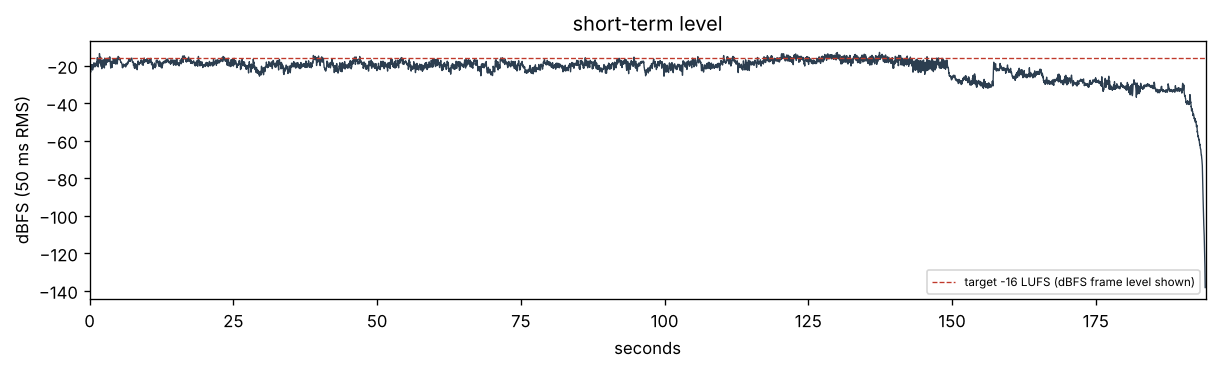 short-term level
dBFS (50 ms RMS)
−20
−40
−60
−80
−100
−120
−140
target -16 LUFS (dBFS frame level shown)
0 25 50 75 100 125 150 175
seconds